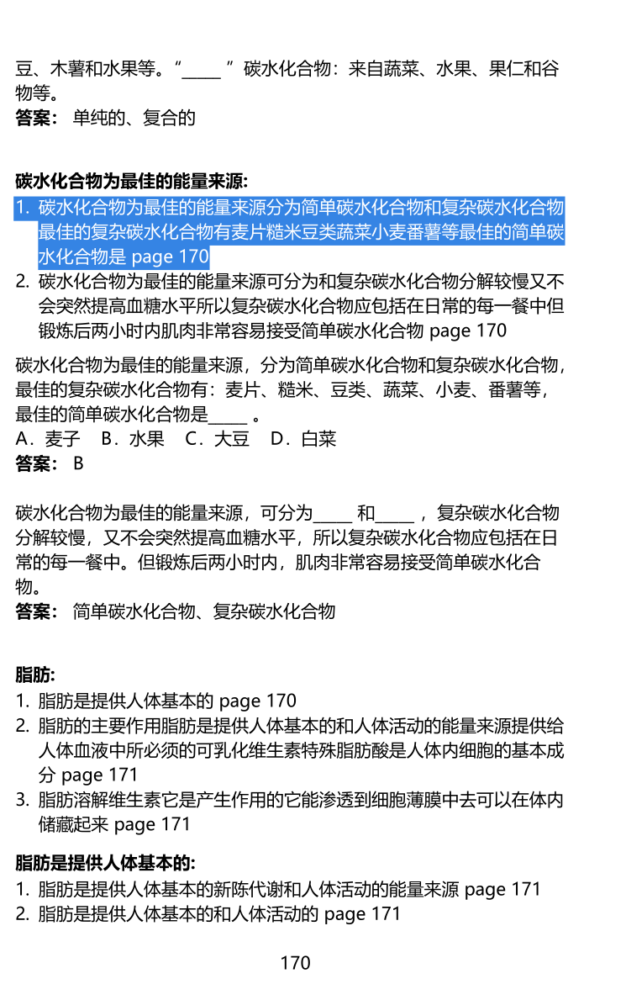 豆、木薯和水果等。“_____ ”碳水化合物：来自蔬菜、水果、果仁和谷
物等。
答案： 单纯的、复合的
碳水化合物为最佳的能量来源:
1. 碳水化合物为最佳的能量来源分为简单碳水化合物和复杂碳水化合物
最佳的复杂碳水化合物有麦片糙米豆类蔬菜小麦番薯等最佳的简单碳
水化合物是 page 170
2. 碳水化合物为最佳的能量来源可分为和复杂碳水化合物分解较慢又不
会突然提高血糖水平所以复杂碳水化合物应包括在日常的每一餐中但
锻炼后两小时内肌肉非常容易接受简单碳水化合物 page 170
碳水化合物为最佳的能量来源，分为简单碳水化合物和复杂碳水化合物，
最佳的复杂碳水化合物有：麦片、糙米、豆类、蔬菜、小麦、番薯等，
最佳的简单碳水化合物是_____ 。
A．麦子 B．水果 C．大豆 D．白菜
答案： B
碳水化合物为最佳的能量来源，可分为_____ 和_____ ，复杂碳水化合物
分解较慢，又不会突然提高血糖水平，所以复杂碳水化合物应包括在日
常的每一餐中。但锻炼后两小时内，肌肉非常容易接受简单碳水化合
物。
答案： 简单碳水化合物、复杂碳水化合物
脂肪:
1. 脂肪是提供人体基本的 page 170
2. 脂肪的主要作用脂肪是提供人体基本的和人体活动的能量来源提供给
人体血液中所必须的可乳化维生素特殊脂肪酸是人体内细胞的基本成
分 page 171
3. 脂肪溶解维生素它是产生作用的它能渗透到细胞薄膜中去可以在体内
储藏起来 page 171
脂肪是提供人体基本的:
1. 脂肪是提供人体基本的新陈代谢和人体活动的能量来源 page 171
2. 脂肪是提供人体基本的和人体活动的 page 171
170